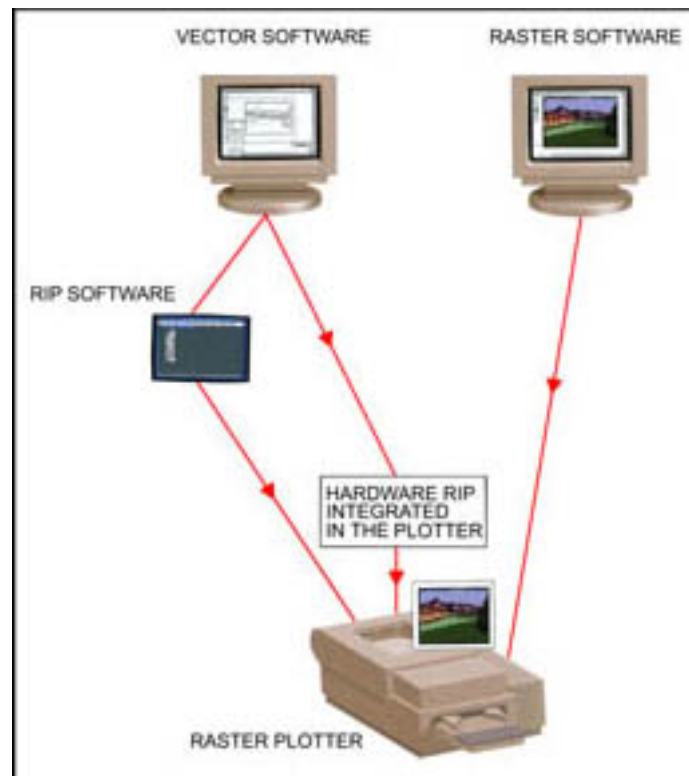 VECTOR SOFTWARE
RASTER SOFTWARE
RIP SOFTWARE
HARDWARE RIP
INTEGRATED
IN THE PLOTTER
RASTER PLOTTER